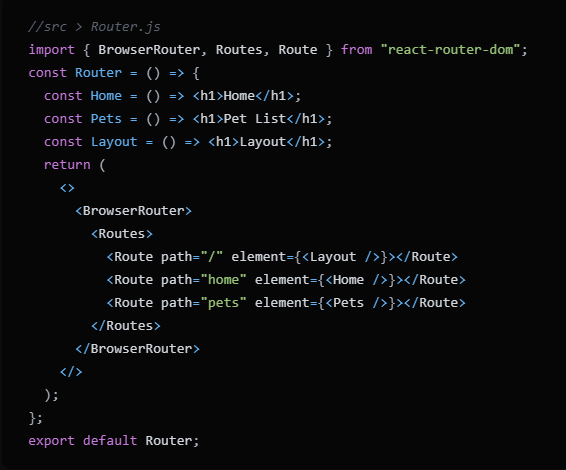 //src > Router.js
import { BrowserRouter, Routes, Route } from "react-router-dom";
const Router = () => {
  const Home = () => <h1>Home</h1>;
  const Pets = () => <h1>Pet List</h1>;
  const Layout = () => <h1>Layout</h1>;
  return (
    <>
      <BrowserRouter>
        <Routes>
          <Route path="/" element={<Layout />}></Route>
          <Route path="home" element={<Home />}></Route>
          <Route path="pets" element={<Pets />}></Route>
        </Routes>
      </BrowserRouter>
    </>
  );
};
export default Router;